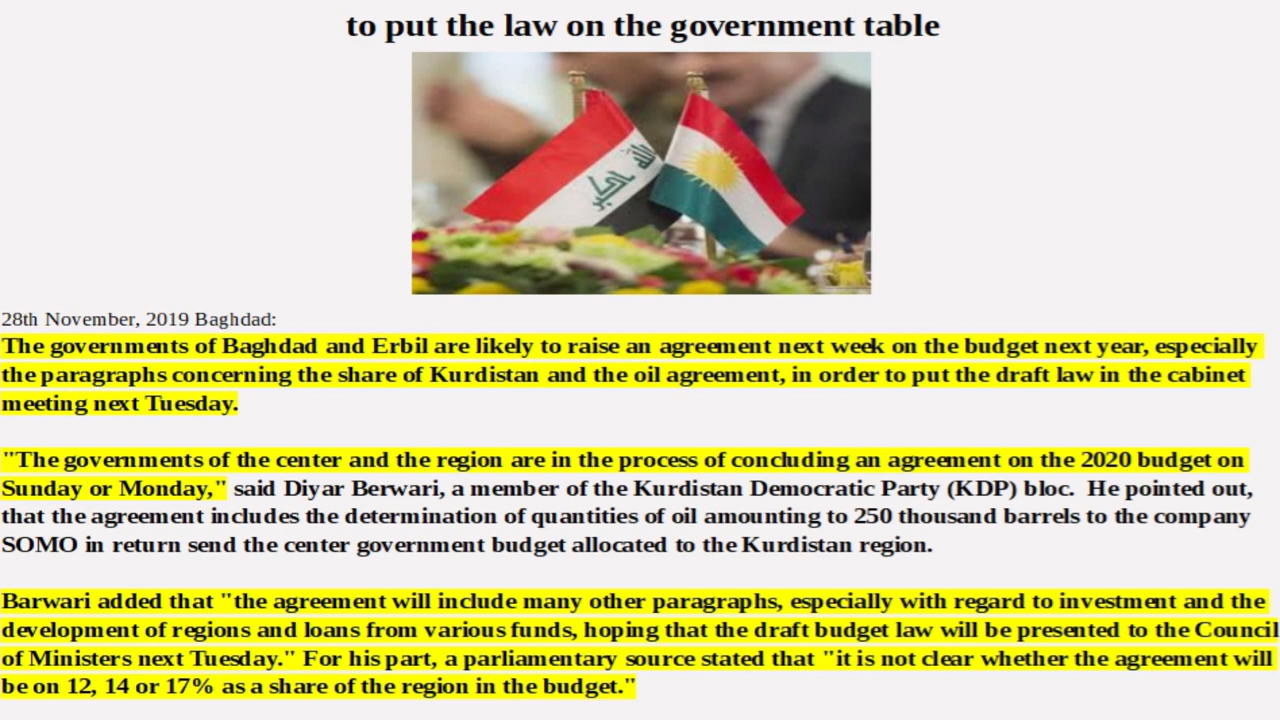 to put the law on the government table
الله
اكبر
28th November, 2019 Baghdad:
The governments of Baghdad and Erbil are likely to raise an agreement next week on the budget next year, especially
the paragraphs concerning the share of Kurdistan and the oil agreement, in order to put the draft law in the cabinet
meeting next Tuesday.
"The governments of the center and the region are in the process of concluding an agreement on the 2020 budget on
Sunday or Monday," said Diyar Berwari, a member of the Kurdistan Democratic Party (KDP) bloc. He pointed out,
that the agreement includes the determination of quantities of oil amounting to 250 thousand barrels to the company
SOMO in return send the center government budget allocated to the Kurdistan region.
Barwari added that "the agreement will include many other paragraphs, especially with regard to investment and the
development of regions and loans from various funds, hoping that the draft budget law will be presented to the Council
of Ministers next Tuesday." For his part, a parliamentary source stated that "it is not clear whether the agreement will
be on 12, 14 or 17% as a share of the region in the budget."